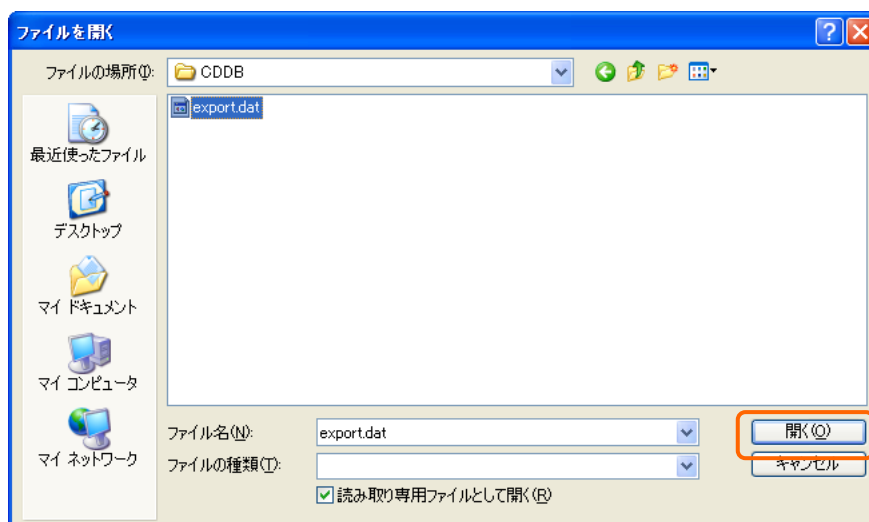 ファイルを開く
ファイルの場所(I):
CDDB
export.dat
最近使ったファイル
デスクトップ
マイ ドキュメント
マイ コンピュータ
マイ ネットワーク
ファイル名(N):
export.dat
開く(O)
ファイルの種類(T):
キャンセル
読み取り専用ファイルとして開く(R)